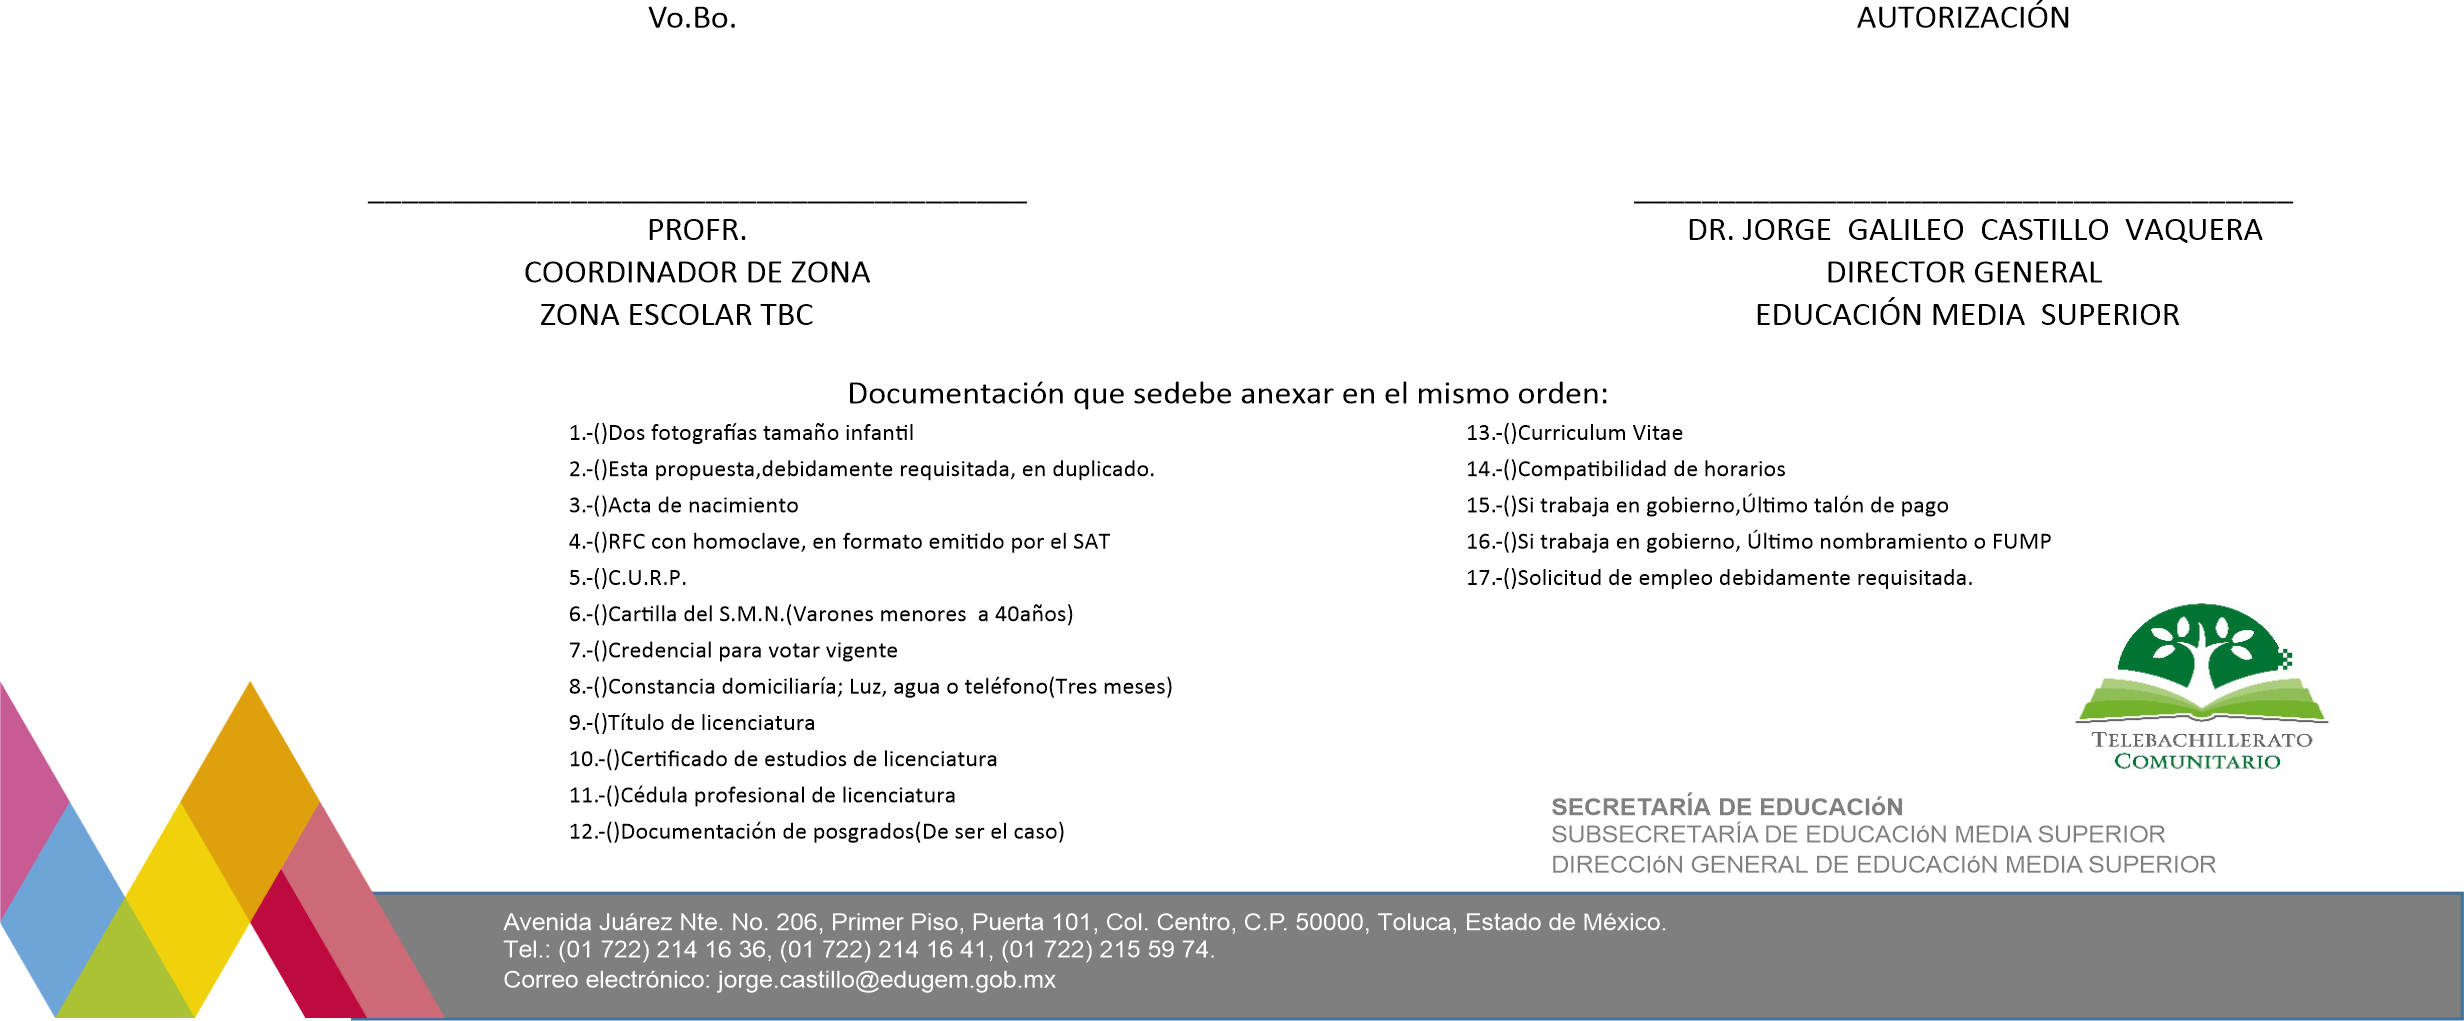 Vo.Bo.
AUTORIZACIÓN
PROFR.
COORDINADOR DE ZONA
ZONA ESCOLAR TBC
DR. JORGE GALILEO CASTILLO VAQUERA
DIRECTOR GENERAL
EDUCACIÓN MEDIA SUPERIOR
Documentación que sedebe anexar en el mismo orden:
1.-()Dos fotografías tamaño infantil
2.-()Esta propuesta,debidamente requisitada, en duplicado.
3.-()Acta de nacimiento
4.-()RFC con homoclave, en formato emitido por el SAT
5.-()C.U.R.P.
6.-()Cartilla del S.M.N.(Varones menores a 40años)
7.-()Credencial para votar vigente
8.-()Constancia domiciliaría; Luz, agua o teléfono(Tres meses)
9.-()Título de licenciatura
10.-()Certificado de estudios de licenciatura
11.-()Cédula profesional de licenciatura
12.-()Documentación de posgrados(De ser el caso)
13.-()Curriculum Vitae
14.-()Compatibilidad de horarios
15.-()Si trabaja en gobierno,Último talón de pago
16.-()Si trabaja en gobierno, Último nombramiento o FUMP
17.-()Solicitud de empleo debidamente requisitada.
TELEBACHILLERATO
COMUNITARIO
SECRETARÍA DE EDUCACIóN
SUBSECRETARÍA DE EDUCACIóN MEDIA SUPERIOR
DIRECCIóN GENERAL DE EDUCACIóN MEDIA SUPERIOR
Avenida Juárez Nte. No. 206, Primer Piso, Puerta 101, Col. Centro, C.P. 50000, Toluca, Estado de México.
Tel.: (01 722) 214 16 36, (01 722) 214 16 41, (01 722) 215 59 74.
Correo electrónico: jorge.castillo@edugem.gob.mx